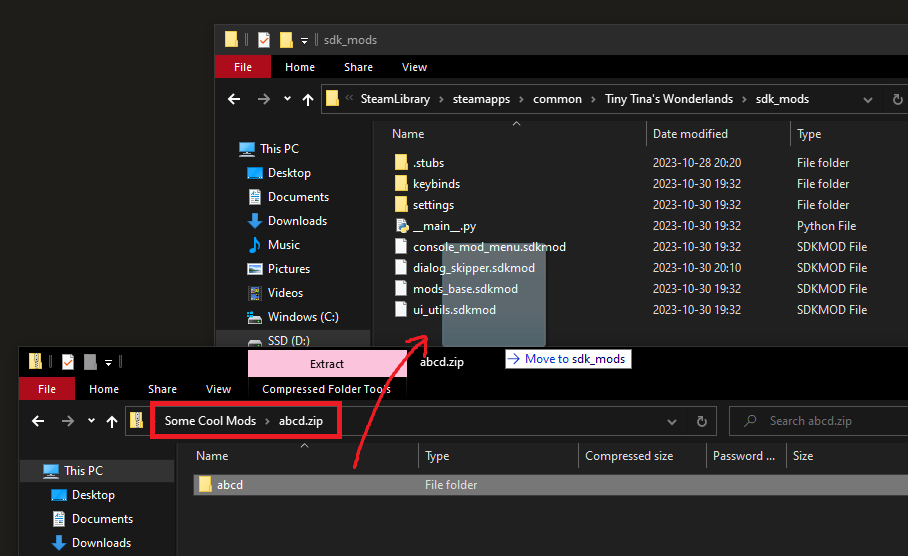 sdk_mods
File Home Share View
SteamLibrary steamapps common Tiny Tina's Wonderlands sdk_mods
Name Date modified Type
This PC
Desktop
Documents
Downloads
Music
Pictures
Videos
Windows (C:)
SSD (D:)
.stubs 2023-10-28 20:20 File folder
keybinds 2023-10-30 19:32 File folder
settings 2023-10-30 19:32 File folder
__main__.py 2023-10-30 19:32 Python File
console_mod_menu.sdkmod 2023-10-30 19:32 SDKMOD File
dialog_skipper.sdkmod 2023-10-30 20:10 SDKMOD File
mods_base.sdkmod 2023-10-30 19:32 SDKMOD File
ui_utils.sdkmod 2023-10-30 19:32 SDKMOD File
Move to sdk_mods
Extract abcd.zip
File Home Share View Compressed Folder Tools
Some Cool Mods abcd.zip Search abcd.zip
Name Type Compressed size Password ... Size
This PC
Desktop
Documents
Downloads
abcd File folder